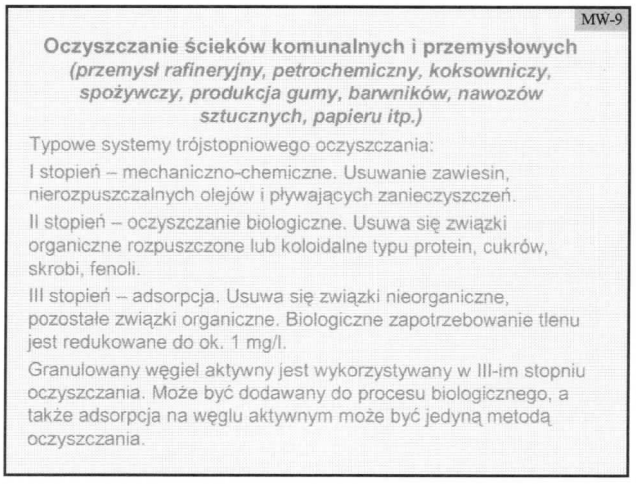 MW-9
Oczyszczanie ścieków komunalnych i przemysłowych
(przemysł rafineryjny, petrochemiczny, koksowniczy,
spożywczy, produkcja gumy, barwników, nawozów
sztucznych, papieru itp.)
Typowe systemy trójstopniowego oczyszczania:
I stopień – mechaniczno-chemiczne. Usuwanie zawiesin,
nierozpuszczalnych olejów i pływających zanieczyszczeń.
II stopień – oczyszczanie biologiczne. Usuwa się związki
organiczne rozpuszczone lub koloidalne typu protein, cukrów,
skrobi, fenoli.
III stopień – adsorpcja. Usuwa się związki nieorganiczne,
pozostałe związki organiczne. Biologiczne zapotrzebowanie tlenu
jest redukowane do ok. 1 mg/l.
Granulowany węgiel aktywny jest wykorzystywany w III-im stopniu
oczyszczania. Może być dodawany do procesu biologicznego, a
także adsorpcja na węglu aktywnym może być jedyną metodą
oczyszczania.